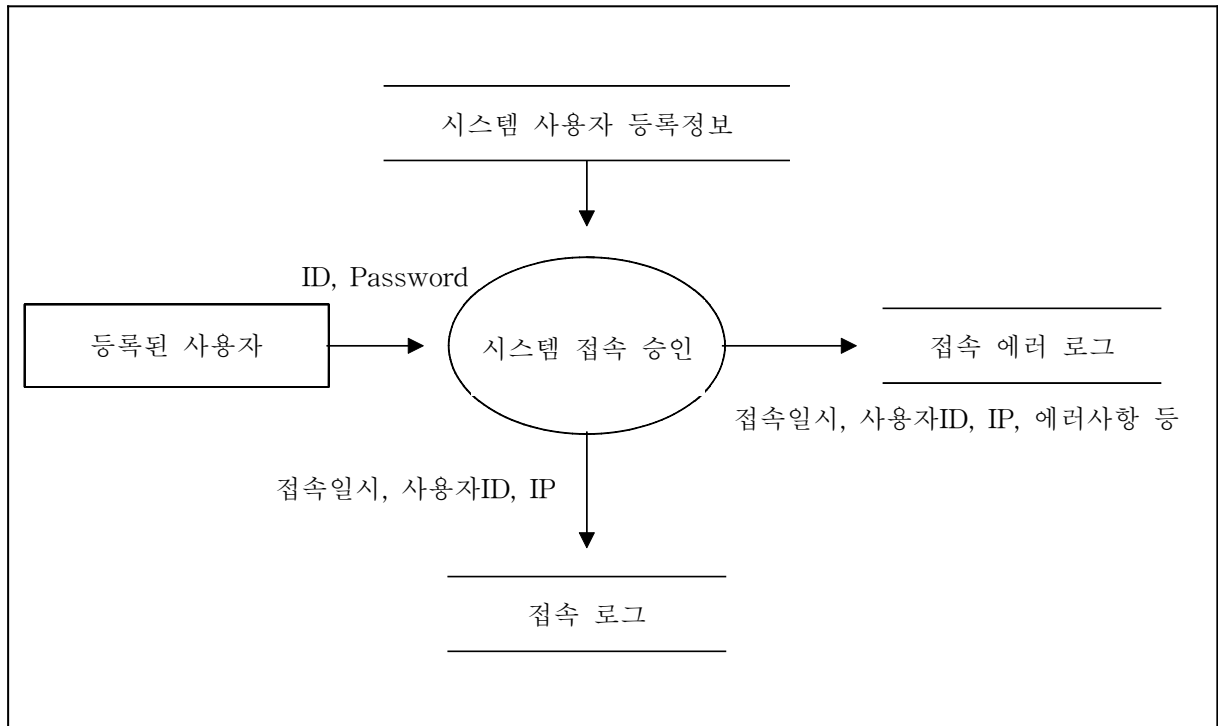 시스템 사용자 등록정보
ID, Password
등록된 사용자
시스템 접속 승인
접속 에러 로그
접속일시, 사용자ID, IP, 에러사항 등
접속일시, 사용자ID, IP
접속 로그